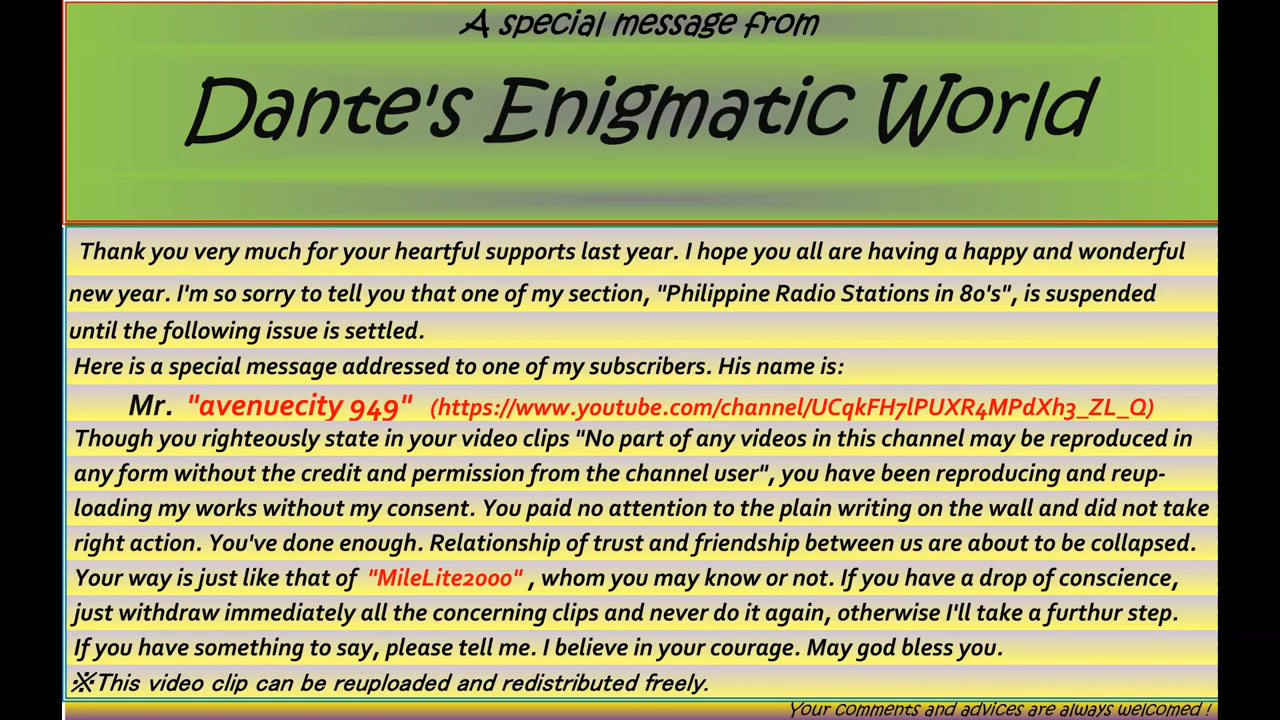 A special message from
Dante's Enigmatic World
Thank you very much for your heartful supports last year. I hope you all are having a happy and wonderful
new year. I'm so sorry to tell you that one of my section, "Philippine Radio Stations in 80's", is suspended
until the following issue is settled.
Here is a special message addressed to one of my subscribers. His name is:
Mr. "avenuecity 949" (https://www.youtube.com/channel/UCqkFH7lPUXR4MPdXh3_ZL_Q)
Though you righteously state in your video clips "No part of any videos in this channel may be reproduced in
any form without the credit and permission from the channel user", you have been reproducing and reup-
loading my works without my consent. You paid no attention to the plain writing on the wall and did not take
right action. You've done enough. Relationship of trust and friendship between us are about to be collapsed.
Your way is just like that of "MileLite2000" , whom you may know or not. If you have a drop of conscience,
just withdraw immediately all the concerning clips and never do it again, otherwise I'll take a furthur step.
If you have something to say, please tell me. I believe in your courage. May god bless you.
※This video clip can be reuploaded and redistributed freely.
Your comments and advices are always welcomed !